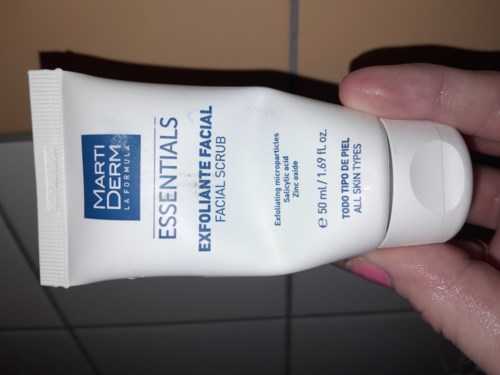 MARTI
DERM
LA FORMULA
ESSENTIALS
EXFOLIANTE FACIAL
FACIAL SCRUB
Exfoliating microparticles
Salicylic acid
Zinc oxide
℮ 50 ml / 1.69 fl. oz.
TODO TIPO DE PIEL
ALL SKIN TYPES